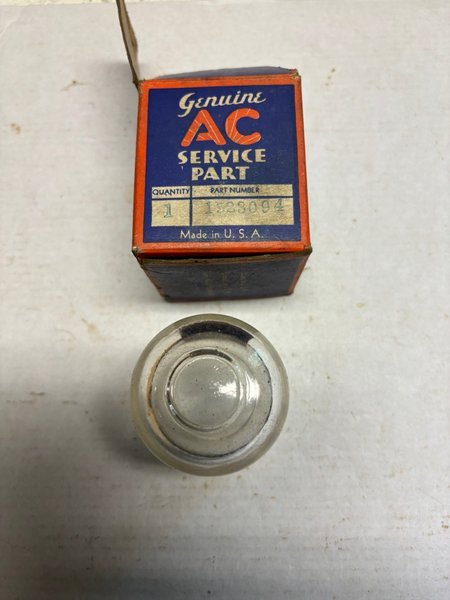 Genuine
AC
SERVICE
PART
QUANTITY PART NUMBER
1 1523094
Made in U. S. A.